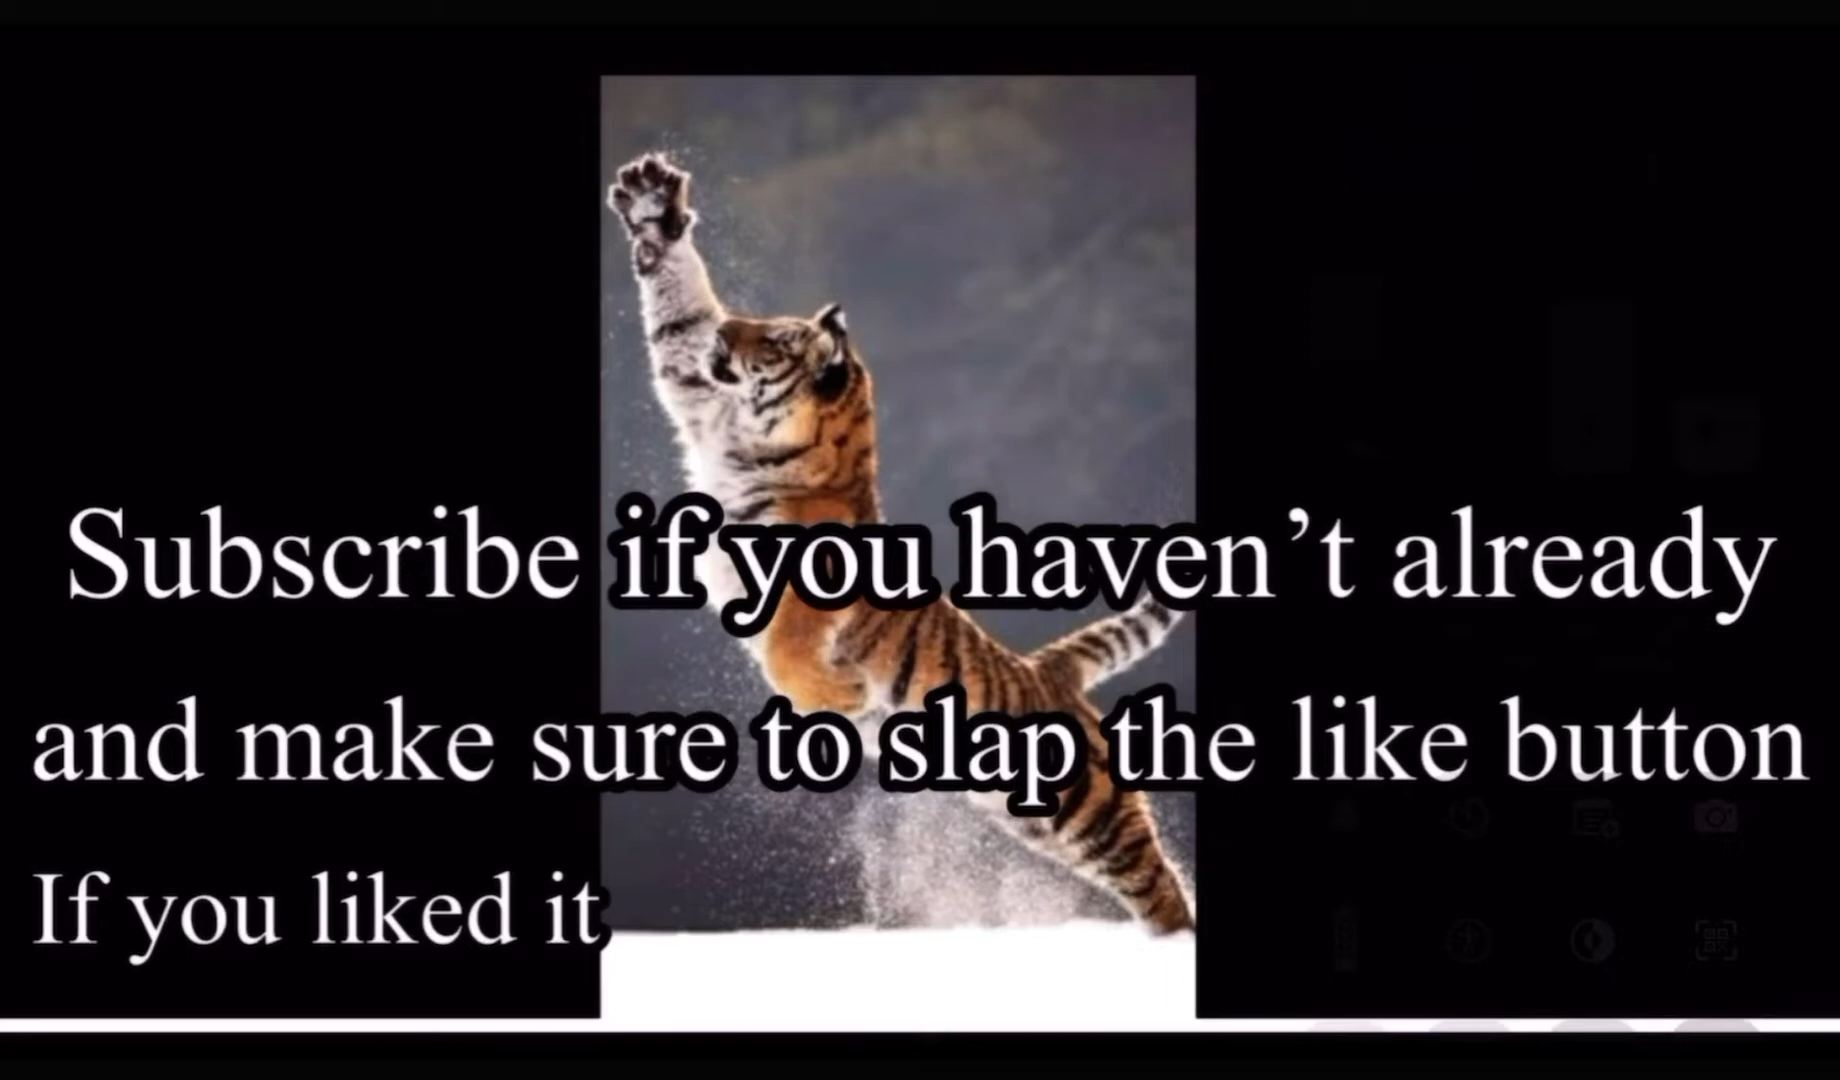 Subscribe if you haven’t already
and make sure to slap the like button
If you liked it